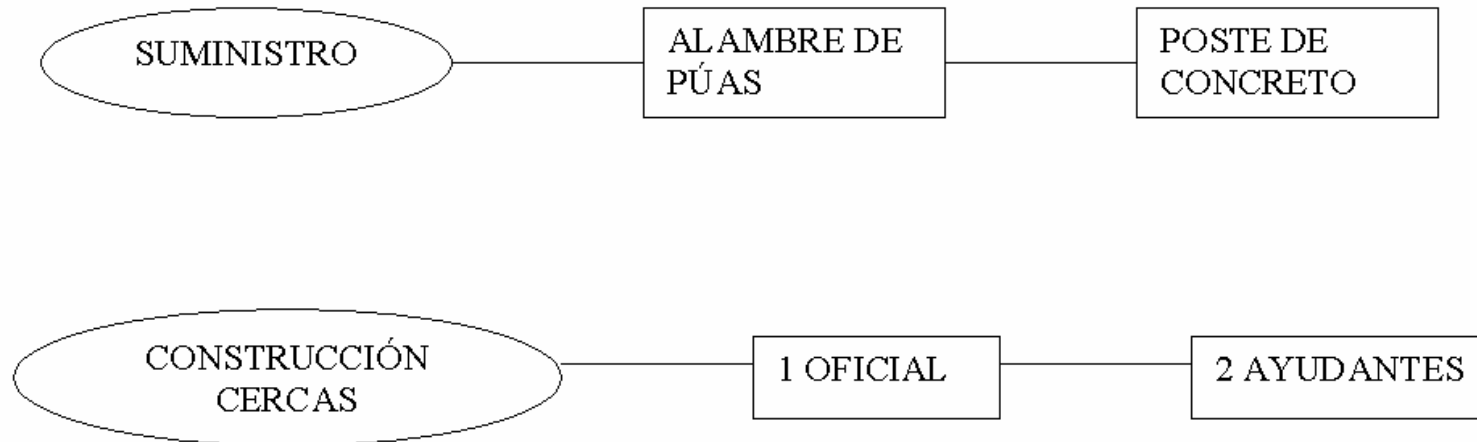 SUMINISTRO
ALAMBRE DE
PÚAS
POSTE DE
CONCRETO
CONSTRUCCIÓN
CERCAS
1 OFICIAL
2 AYUDANTES